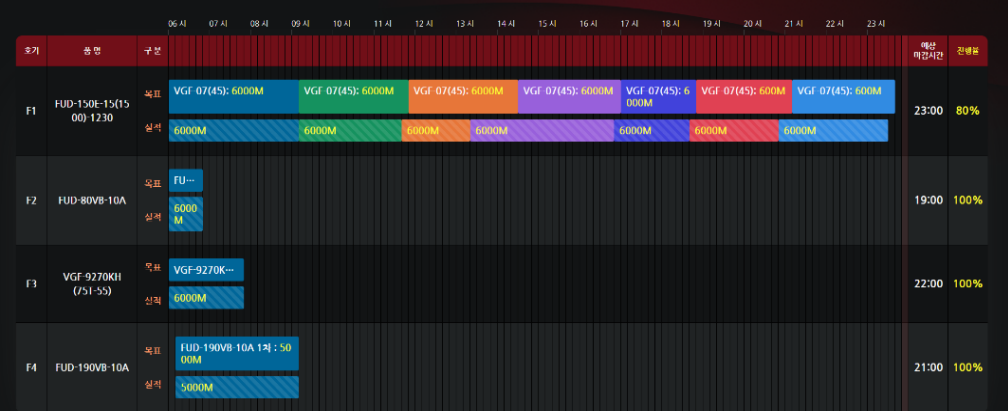 06 시 07 시 08 시 09 시 10 시 11 시 12 시 13 시 14 시 15 시 16 시 17 시 18 시 19 시 20 시 21 시 22 시 23 시
호기 품 명 구 분 예상 마감시간 진행율
F1 FUD-150E-15(15
00)-1230
목표 VGF-07(45): 6000M VGF-07(45): 6000M VGF-07(45): 6000M VGF-07(45): 6000M VGF-07(45): 6
000M VGF-07(45): 600M VGF-07(45): 600M
실적 6000M 6000M 6000M 6000M 6000M 6000M 6000M
23:00 80%
F2 FUD-80VB-10A
목표 FU…
실적 6000
M
19:00 100%
F3 VGF-9270KH
(75T-55)
목표 VGF-9270K…
실적 6000M
22:00 100%
F4 FUD-190VB-10A
목표 FUD-190VB-10A 1척 : 50
00M
실적 5000M
21:00 100%